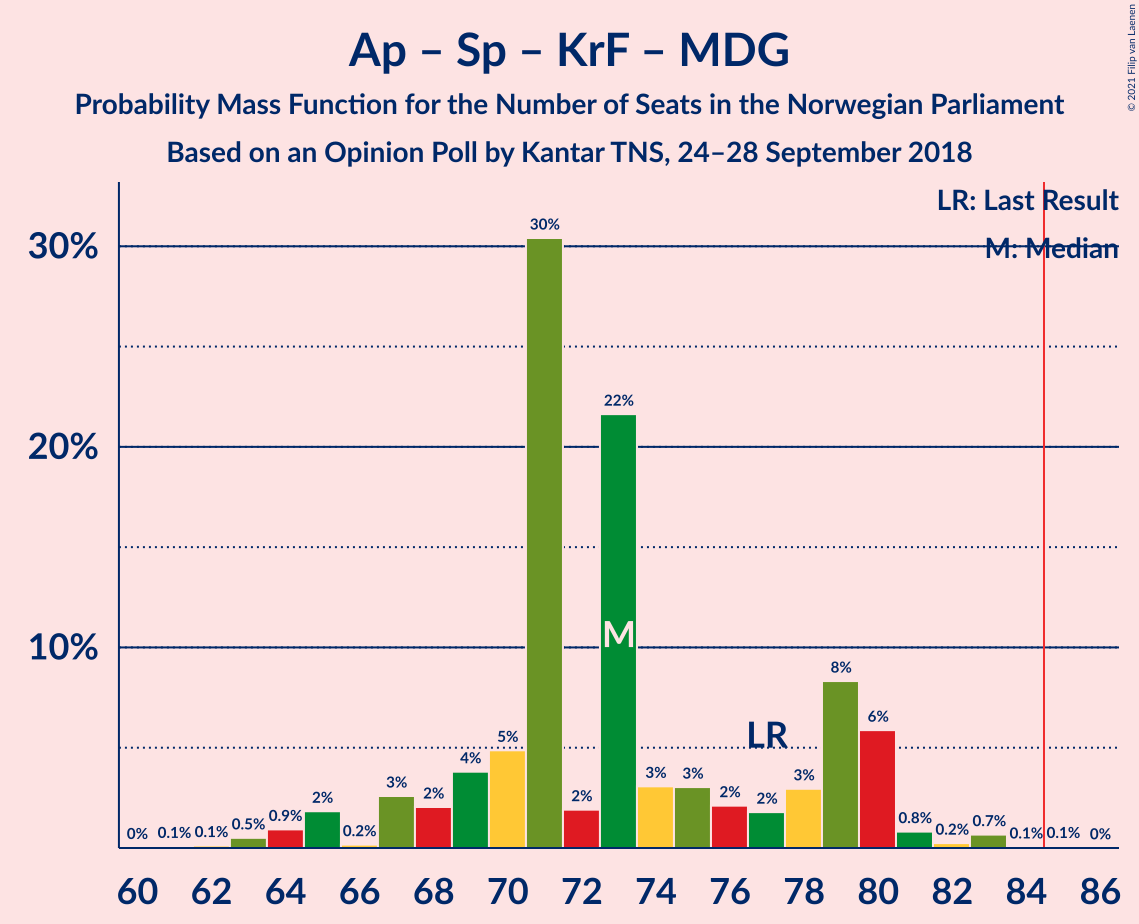 Ap – Sp – KrF – MDG
Probability Mass Function for the Number of Seats in the Norwegian Parliament
Based on an Opinion Poll by Kantar TNS, 24–28 September 2018
© 2021 Filip van Laenen
LR: Last Result
M: Median
30%
20%
10%
0% 0.1% 0.1% 0.5% 0.9% 2% 0.2% 3% 2% 4% 5% 30% 2% 22% 3% 3% 2% 2% 3% 8% 6% 0.8% 0.2% 0.7% 0.1% 0.1% 0%
M
LR
60 62 64 66 68 70 72 74 76 78 80 82 84 86